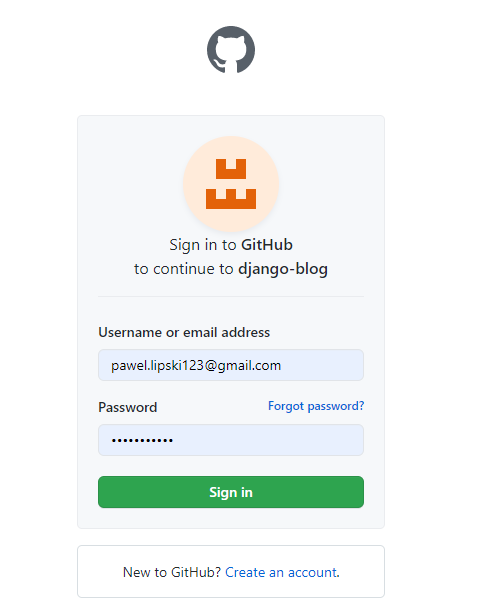 Sign in to GitHub
to continue to django-blog
Username or email address
pawel.lipski123@gmail.com
Password Forgot password?
•••••••••••
Sign in
New to GitHub? Create an account.